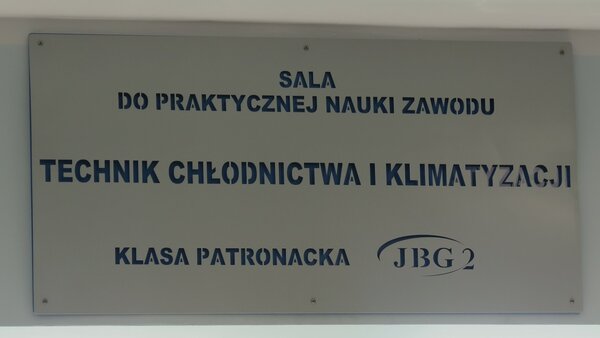 SALA
DO PRAKTYCZNEJ NAUKI ZAWODU
TECHNIK CHŁODNICTWA I KLIMATYZACJI
KLASA PATRONACKA JBG 2